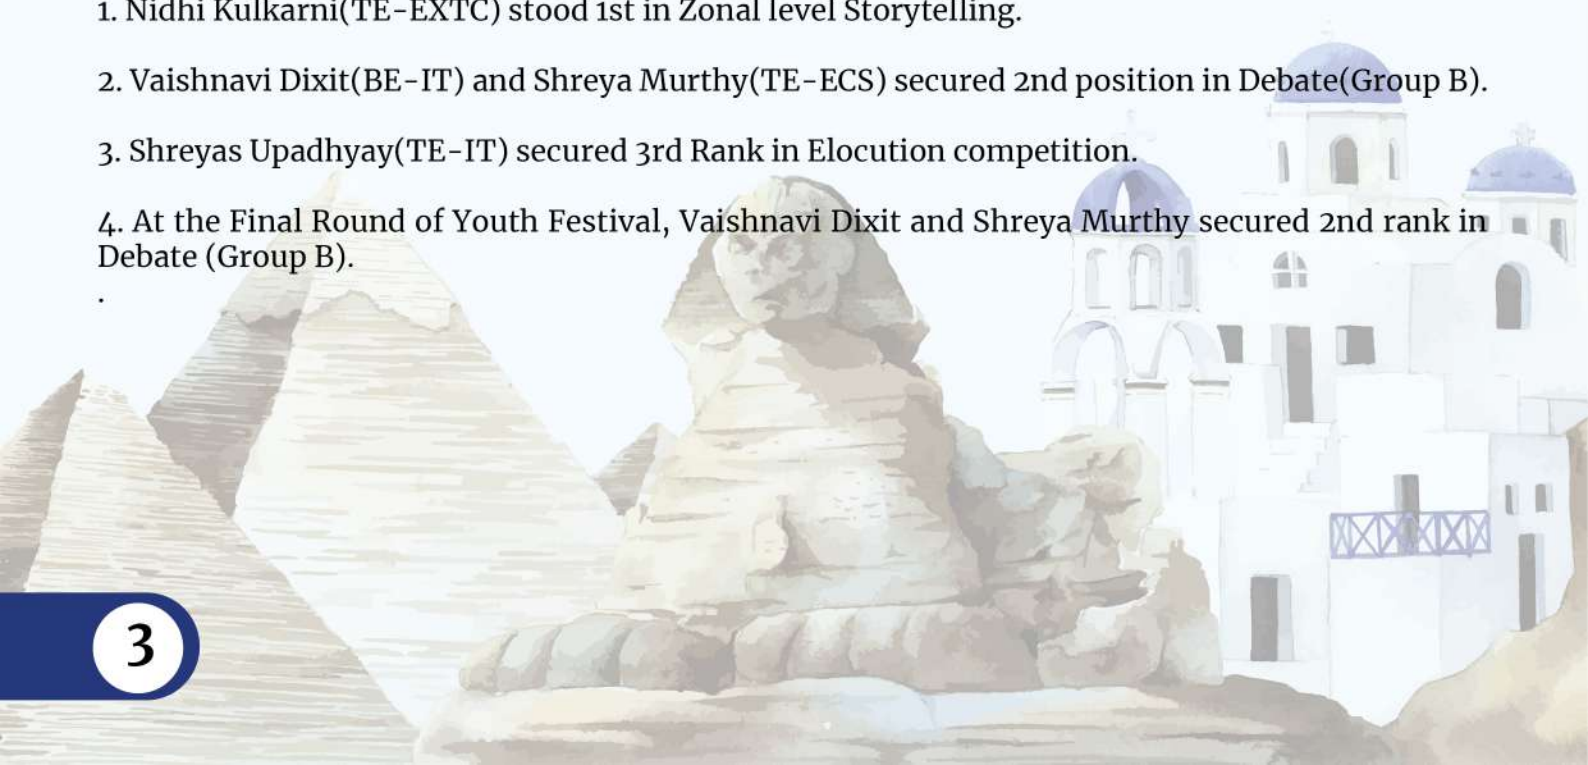 1. Nidhi Kulkarni(TE-EXTC) stood 1st in Zonal level Storytelling.
2. Vaishnavi Dixit(BE-IT) and Shreya Murthy(TE-ECS) secured 2nd position in Debate(Group B).
3. Shreyas Upadhyay(TE-IT) secured 3rd Rank in Elocution competition.
4. At the Final Round of Youth Festival, Vaishnavi Dixit and Shreya Murthy secured 2nd rank in
Debate (Group B).
.
3